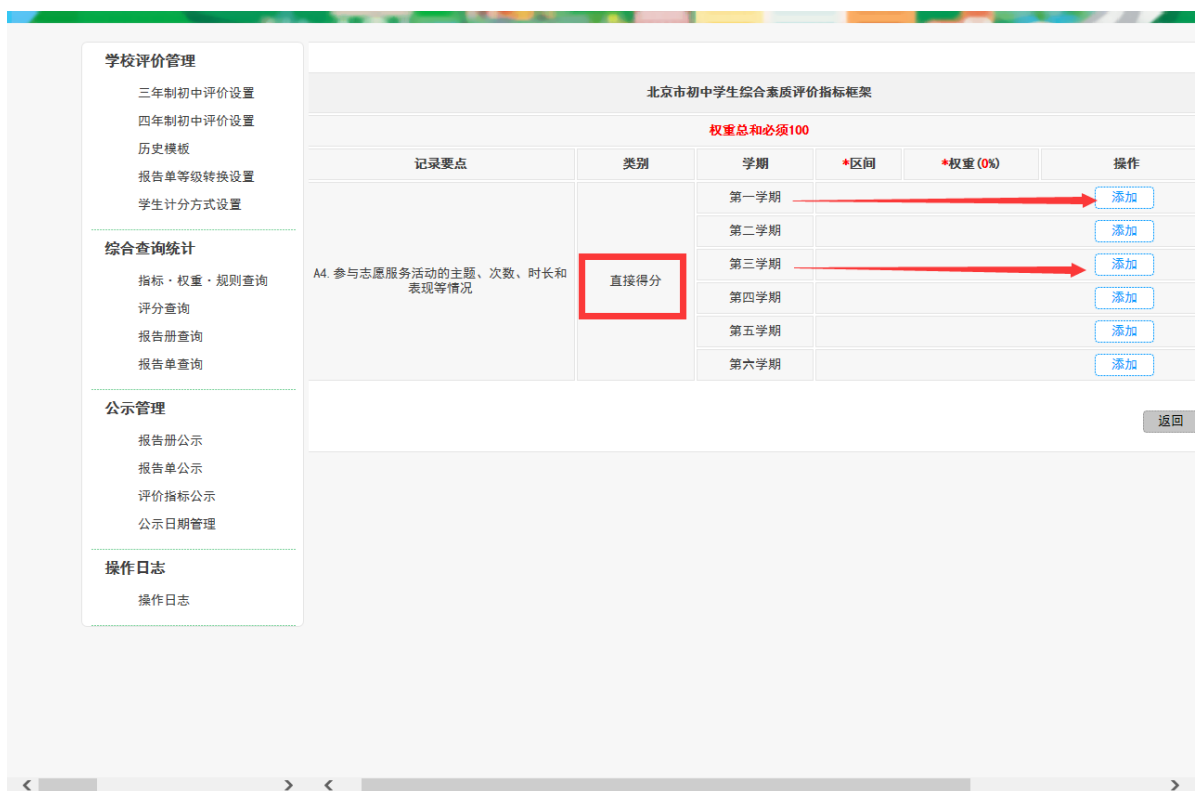 学校评价管理
三年制初中评价设置
四年制初中评价设置
历史模板
报告单等级转换设置
学生计分方式设置
综合查询统计
指标·权重·规则查询
评分查询
报告册查询
报告单查询
公示管理
报告册公示
报告单公示
评价指标公示
公示日期管理
操作日志
操作日志
北京市初中学生综合素质评价指标框架
权重总和必须100
记录要点 类别 学期 *区间 *权重(0%) 操作
A4. 参与志愿服务活动的主题、次数、时长和
表现等情况
直接得分
第一学期 添加
第二学期 添加
第三学期 添加
第四学期 添加
第五学期 添加
第六学期 添加
返回